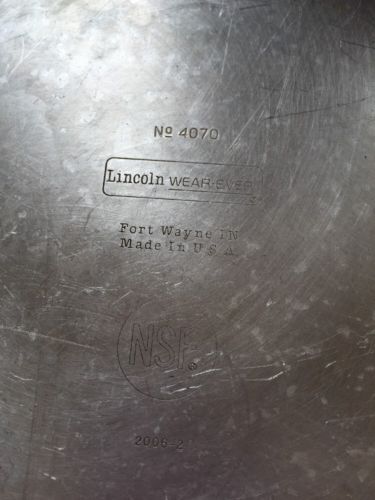 Nº 4070
Lincoln WEAR-EVER
Fort Wayne IN
Made In U S A
NSF®
2006-2